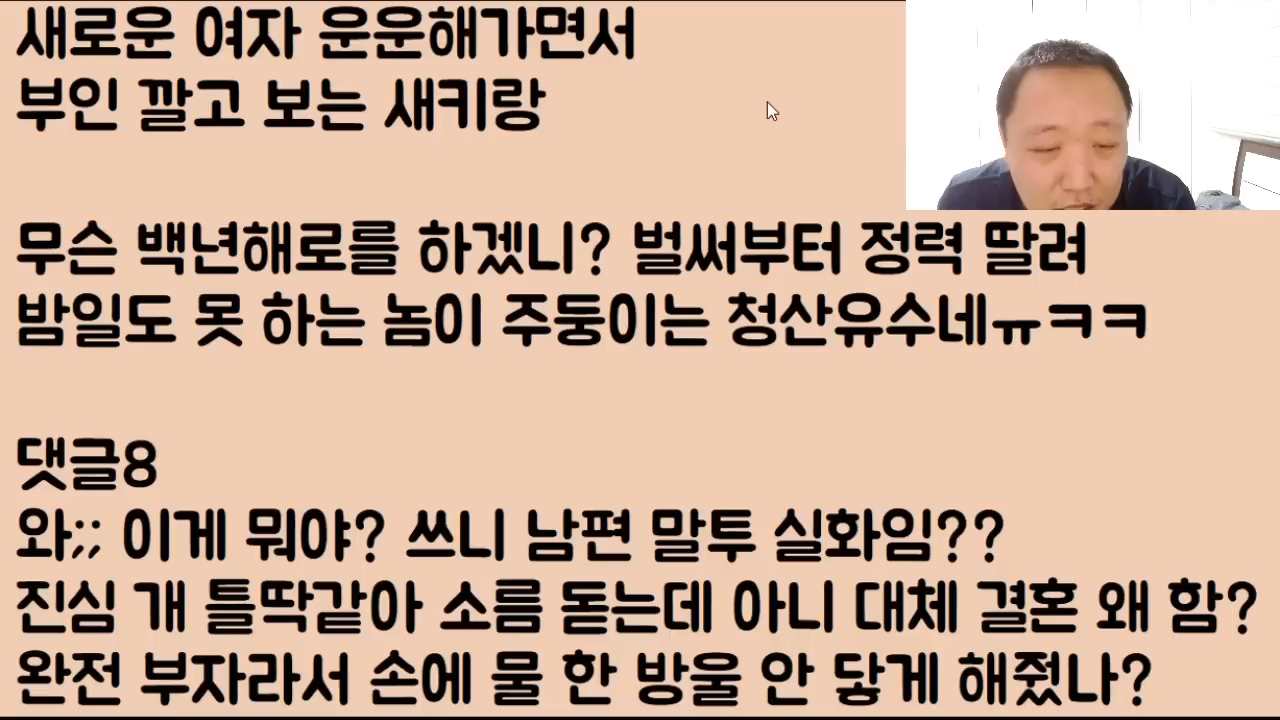 새로운 여자 운운해가면서
부인 깔고 보는 새키랑
무슨 백년해로를 하겠니? 벌써부터 정력 딸려
밤일도 못 하는 놈이 주둥이는 청산유수네ㅠㅋㅋ
댓글8
와;; 이게 뭐야? 쓰니 남편 말투 실화임??
진심 개 틀딱같아 소름 돋는데 아니 대체 결혼 왜 함?
완전 부자라서 손에 물 한 방울 안 닿게 해줬나?